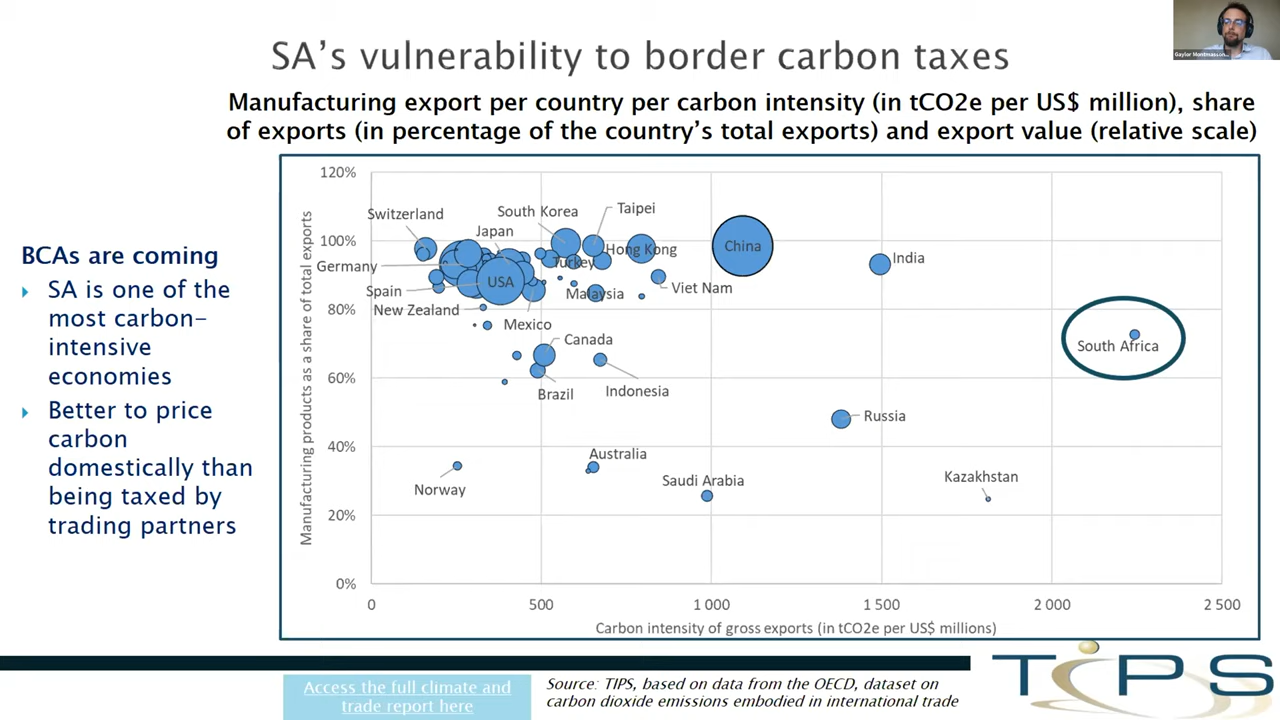 SA's vulnerability to border carbon taxes
Manufacturing export per country per carbon intensity (in tCO2e per US$ million), share
of exports (in percentage of the country's total exports) and export value (relative scale)
BCAs are coming
SA is one of the
most carbon-
intensive
economies
Better to price
carbon
domestically than
being taxed by
trading partners
Manufacturing products as a share of total exports
120%
100%
80%
60%
40%
20%
0%
Switzerland
South Korea
Taipei
Japan
Hong Kong
China
Germany
Turkey
India
Spain
USA
Malaysia
Viet Nam
New Zealand
Mexico
Canada
South Africa
Brazil
Indonesia
Russia
Australia
Norway
Saudi Arabia
Kazakhstan
0
500
1 000
1 500
2 000
2 500
Carbon intensity of gross exports (in tCO2e per US$ millions)
Access the full climate and
trade report here
Source: TIPS, based on data from the OECD, dataset on
carbon dioxide emissions embodied in international trade
TIPS